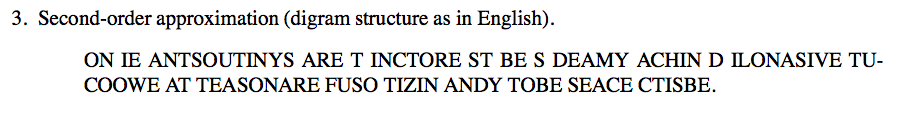 3. Second-order approximation (digram structure as in English).
ON IE ANTSOUTINYS ARE T INCTORE ST BE S DEAMY ACHIN D ILONASIVE TU-
COOWE AT TEASONARE FUSO TIZIN ANDY TOBE SEACE CTISBE.